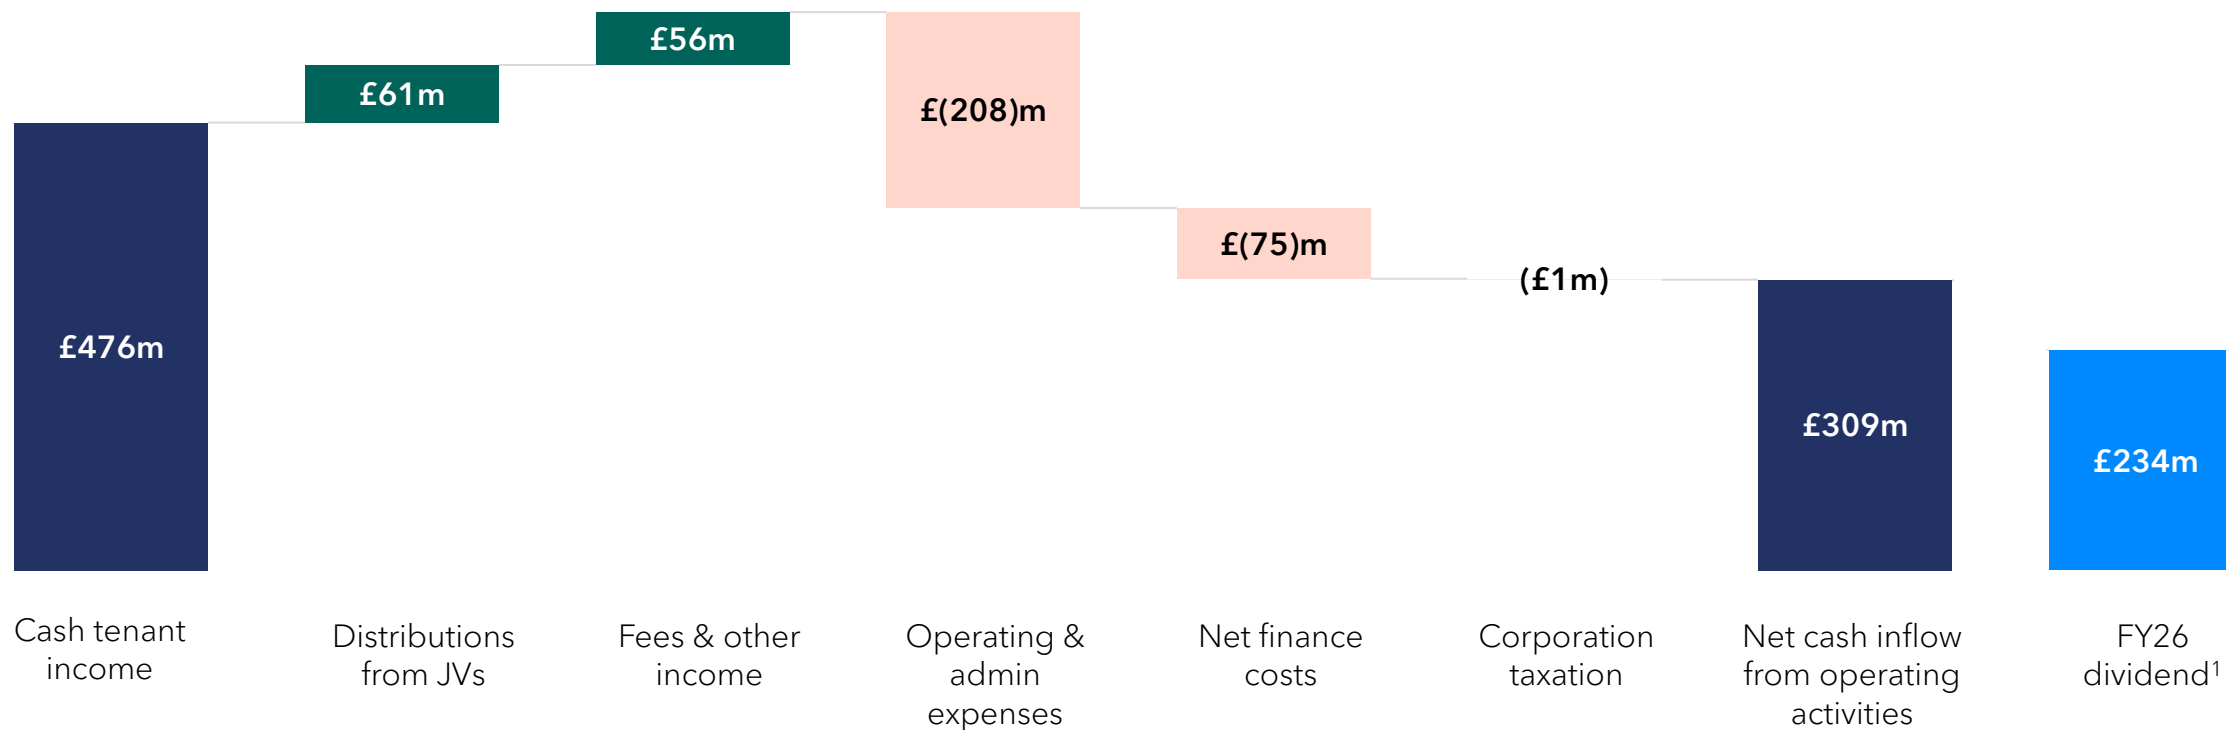 £56m
£61m
£(208)m
£(75)m
(£1m)
£476m
£309m
£234m
Cash tenant
income
Distributions
from JVs
Fees & other
income
Operating &
admin
expenses
Net finance
costs
Corporation
taxation
Net cash inflow
from operating
activities
FY26
dividend¹